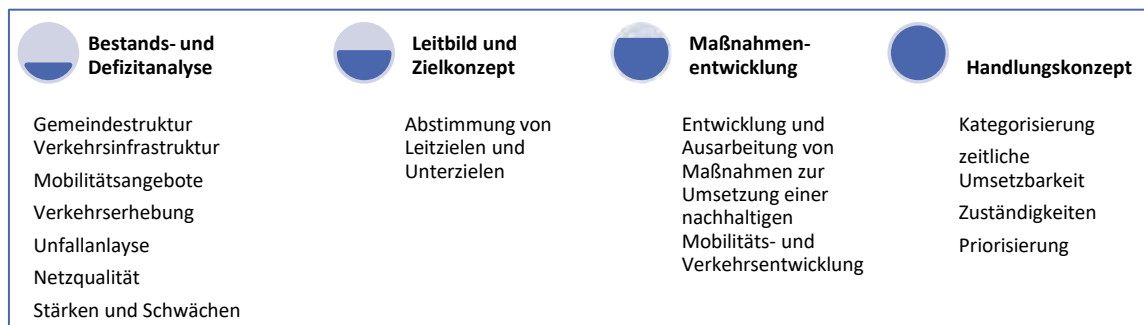 Bestands- und
Defizitanalyse
Gemeindestruktur
Verkehrsinfrastruktur
Mobilitätsangebote
Verkehrserhebung
Unfallanlayse
Netzqualität
Stärken und Schwächen
Leitbild und
Zielkonzept
Abstimmung von
Leitzielen und
Unterzielen
Maßnahmen-
entwicklung
Entwicklung und
Ausarbeitung von
Maßnahmen zur
Umsetzung einer
nachhaltigen
Mobilitäts- und
Verkehrsentwicklung
Handlungskonzept
Kategorisierung
zeitliche
Umsetzbarkeit
Zuständigkeiten
Priorisierung